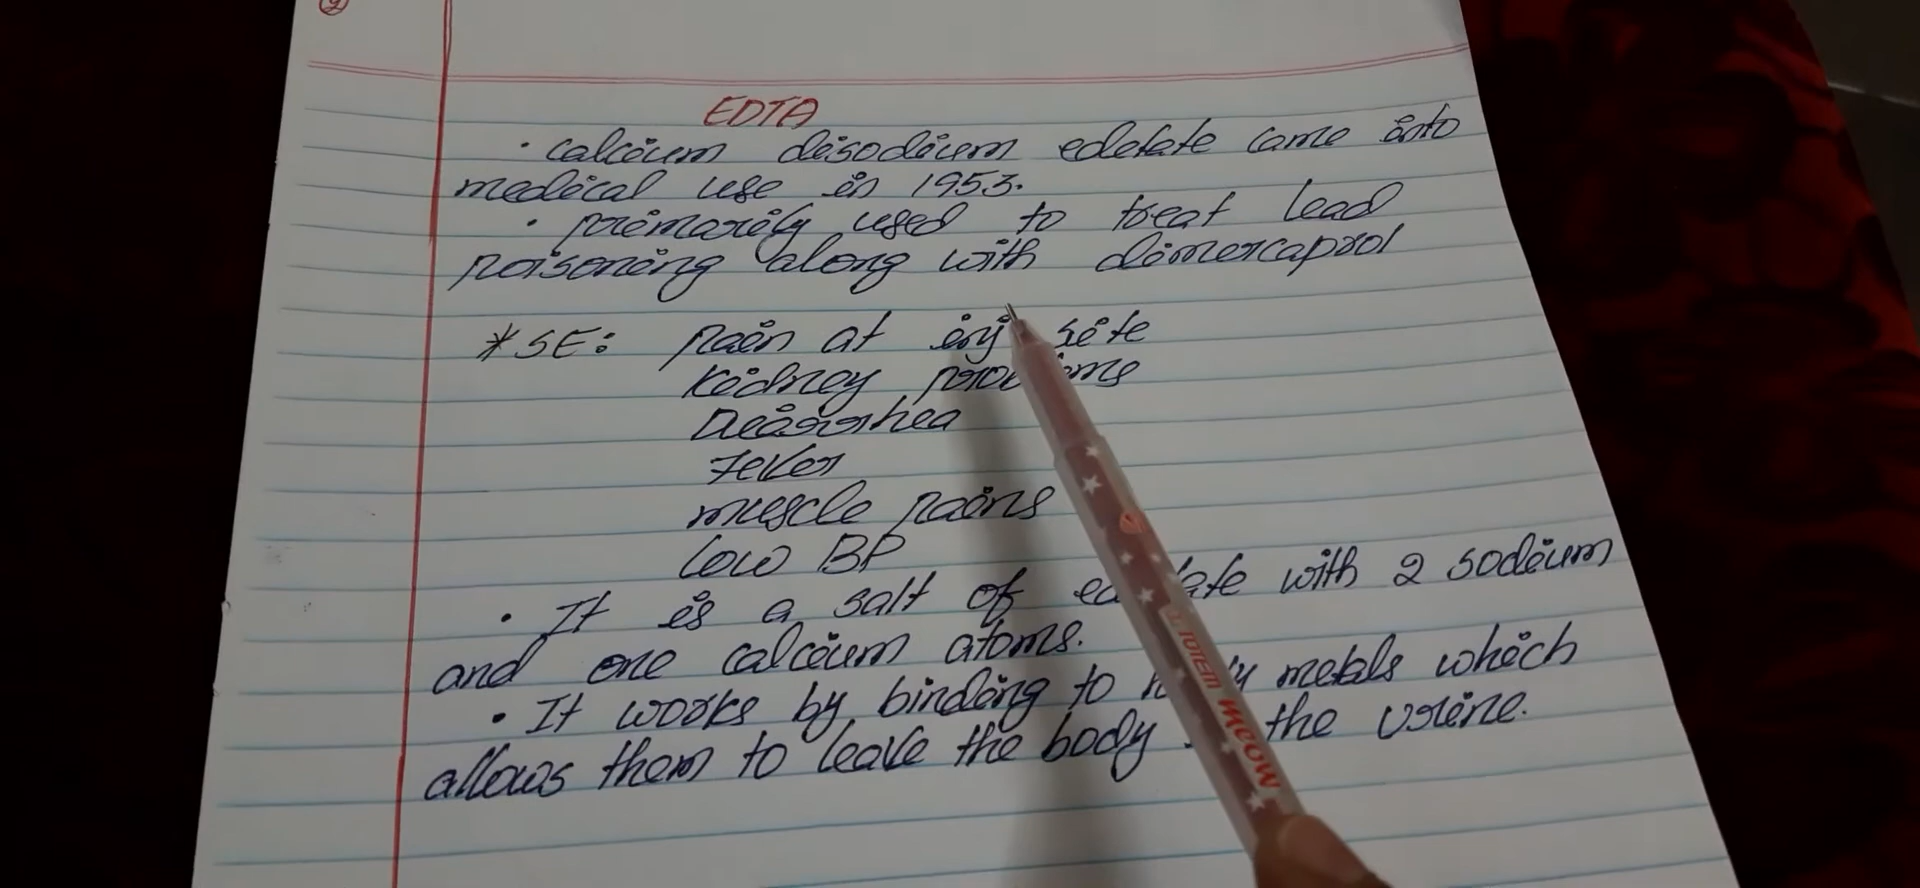 EDTA
· calcium disodium edetate came into
medical use in 1953.
· primarily used to treat lead
poisoning along with dimercaprol
*SE: pain at inj site
Kidney
Diarrhea
Fever
muscle pains
Low BP
· It is a salt of with 2 sodium
and one calcium atoms.
· It works by binding to metals which
allows them to leave the body the urine.
TOTEM MEOW